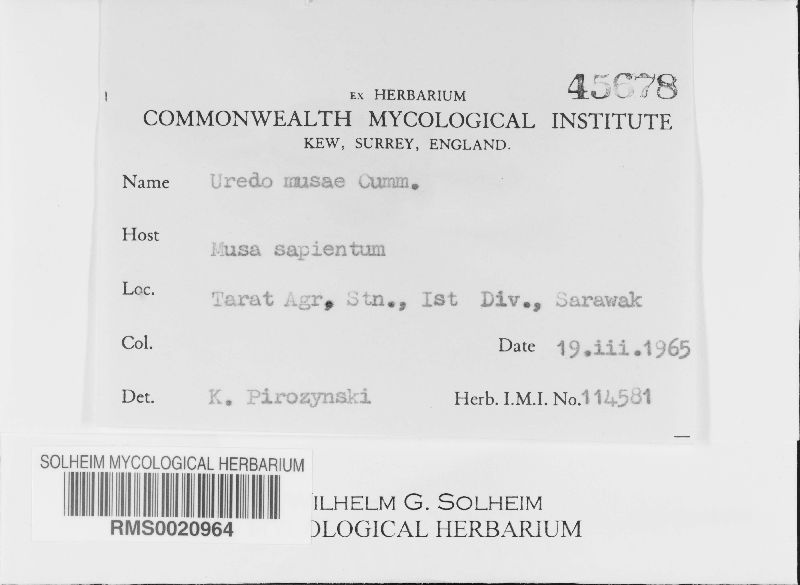 45678
Ex HERBARIUM
COMMONWEALTH MYCOLOGICAL INSTITUTE
KEW, SURREY, ENGLAND.
Name Uredo musae Cumm.
Host Musa sapientum
Loc. Tarat Agr, Stn., Ist Div., Sarawak
Col. Date 19.iii.1965
Det. K. Pirozynski Herb. I.M.I. No. 114581
SOLHEIM MYCOLOGICAL HERBARIUM
RMS0020964
ILHELM G. SOLHEIM
OLOGICAL HERBARIUM